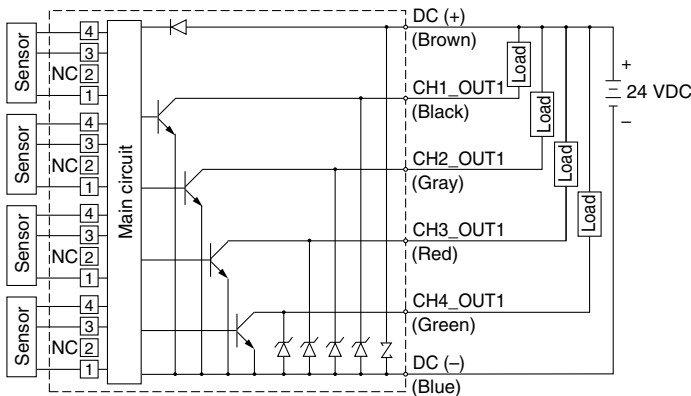 DC (+)
(Brown)
CH1_OUT1
(Black)
CH2_OUT1
(Gray)
CH3_OUT1
(Red)
CH4_OUT1
(Green)
DC (–)
(Blue)
Sensor
4
3
NC 2
1
Sensor
4
3
NC 2
1
Sensor
4
3
NC 2
1
Sensor
4
3
NC 2
1
Main circuit
Load
Load
Load
Load
+
24 VDC
–